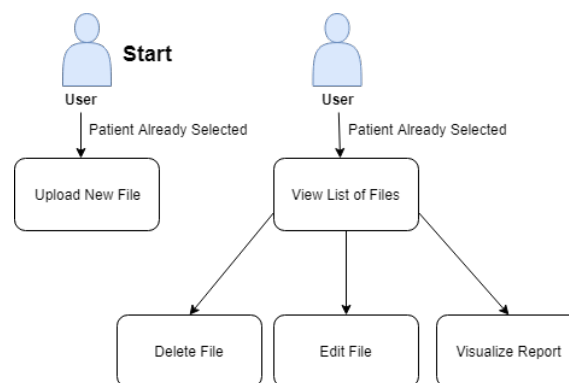 Start
User
User
Patient Already Selected
Patient Already Selected
Upload New File
View List of Files
Delete File
Edit File
Visualize Report